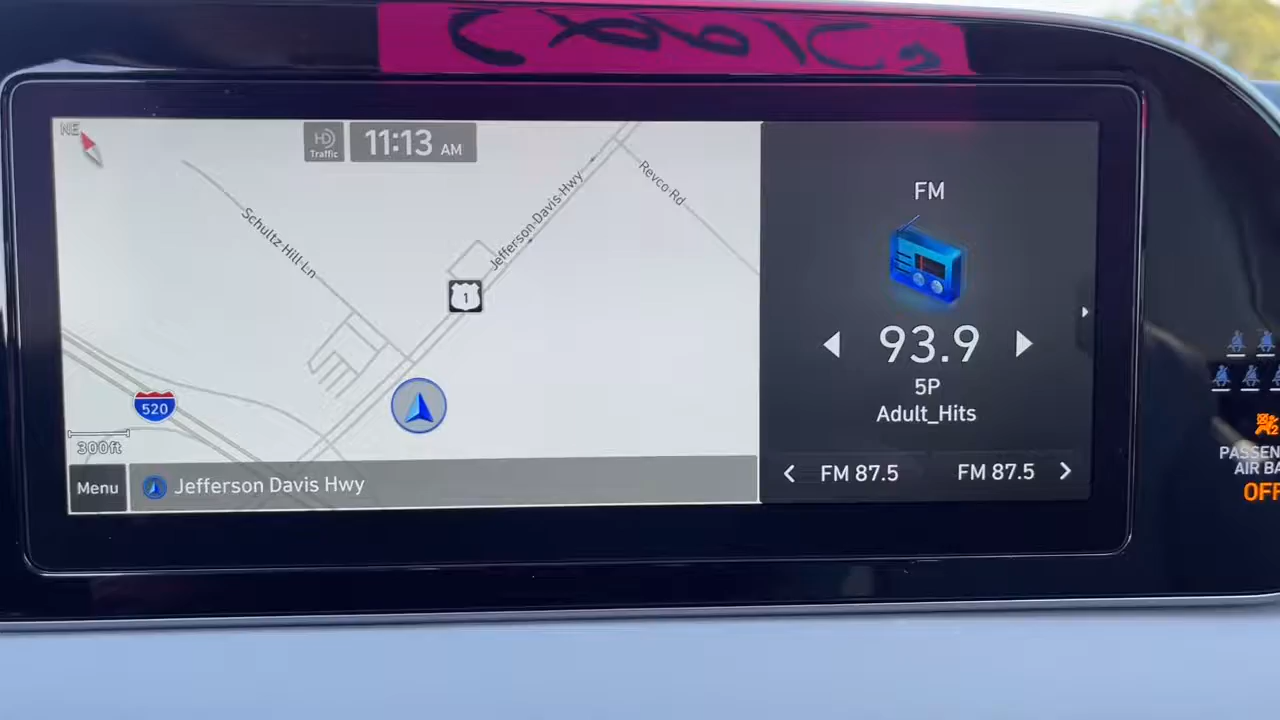 NE
HD
Traffic
11:13 AM
Schultz Hill Ln
Jefferson Davis Hwy
Revco Rd
1
520
300ft
Menu
Jefferson Davis Hwy
FM
93.9
5P
Adult_Hits
FM 87.5
FM 87.5
PASSEN
AIR BA
OFF